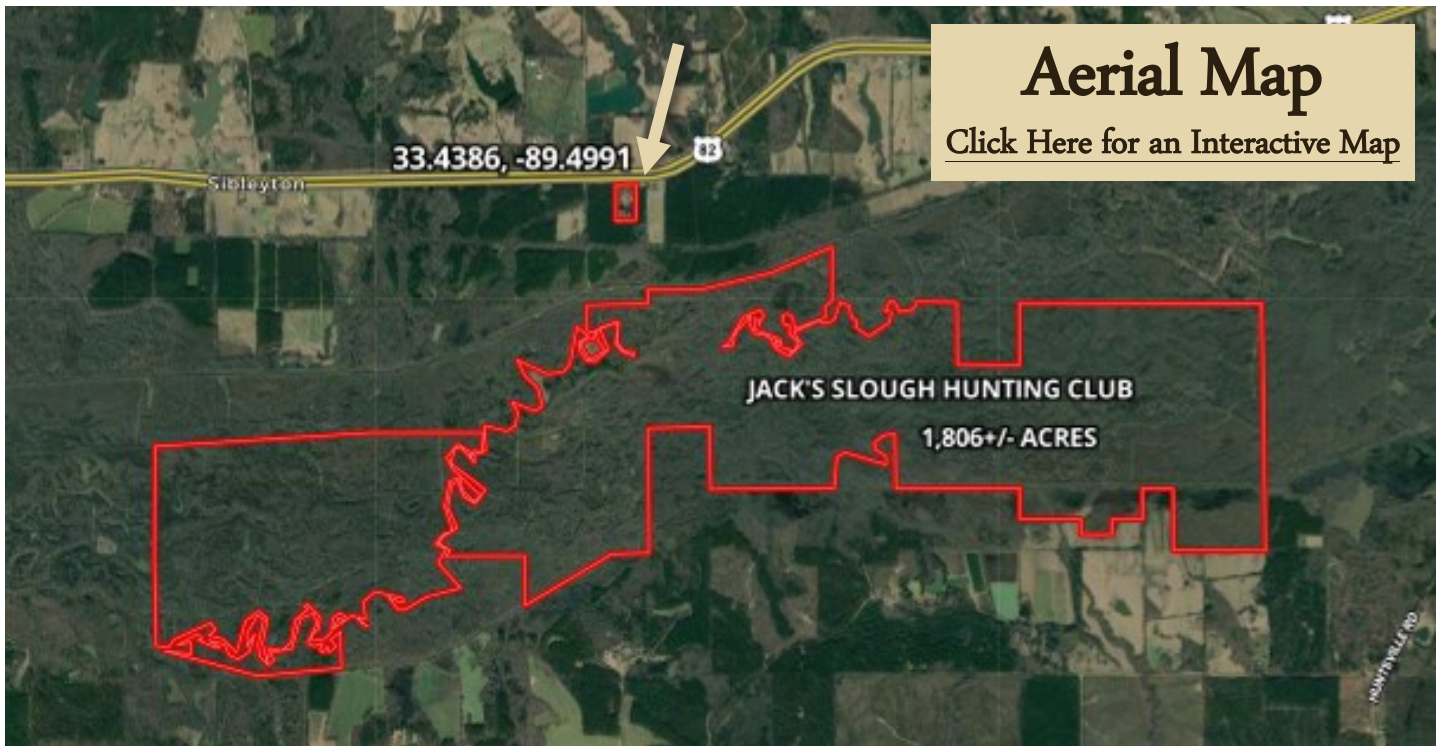 Aerial Map
Click Here for an Interactive Map
82
33.4386, -89.4991
Sibleyton
JACK'S SLOUGH HUNTING CLUB
1,806+/- ACRES
HUNTSVILLE RD